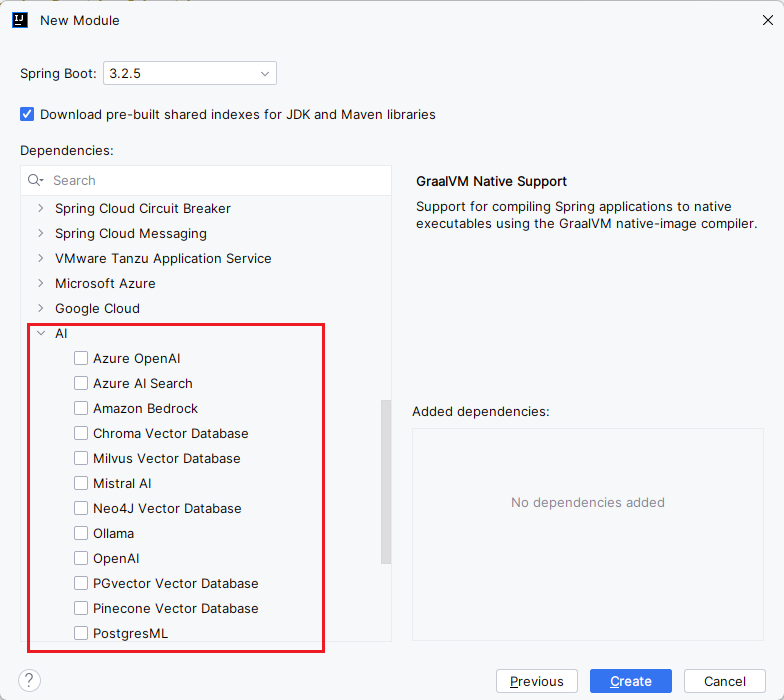 New Module
Spring Boot: 3.2.5
Download pre-built shared indexes for JDK and Maven libraries
Dependencies:
Search
Spring Cloud Circuit Breaker
Spring Cloud Messaging
VMware Tanzu Application Service
Microsoft Azure
Google Cloud
AI
Azure OpenAI
Azure AI Search
Amazon Bedrock
Chroma Vector Database
Milvus Vector Database
Mistral AI
Neo4J Vector Database
Ollama
OpenAI
PGvector Vector Database
Pinecone Vector Database
PostgresML
GraalVM Native Support
Support for compiling Spring applications to native
executables using the GraalVM native-image compiler.
Added dependencies:
No dependencies added
?
Previous
Create
Cancel